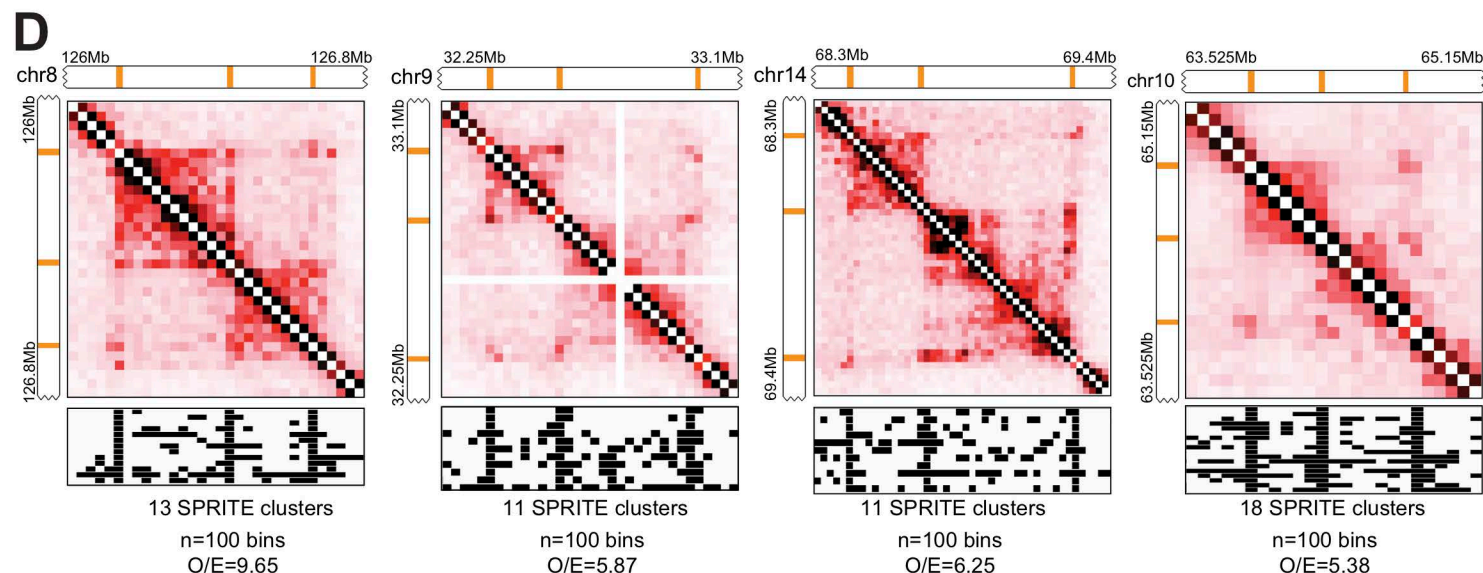 D
126Mb 126.8Mb
chr8
126Mb
126.8Mb
13 SPRITE clusters
n=100 bins
O/E=9.65
32.25Mb 33.1Mb
chr9
33.1Mb
32.25Mb
11 SPRITE clusters
n=100 bins
O/E=5.87
68.3Mb 69.4Mb
chr14
68.3Mb
69.4Mb
11 SPRITE clusters
n=100 bins
O/E=6.25
63.525Mb 65.15Mb
chr10
65.15Mb
63.525Mb
18 SPRITE clusters
n=100 bins
O/E=5.38